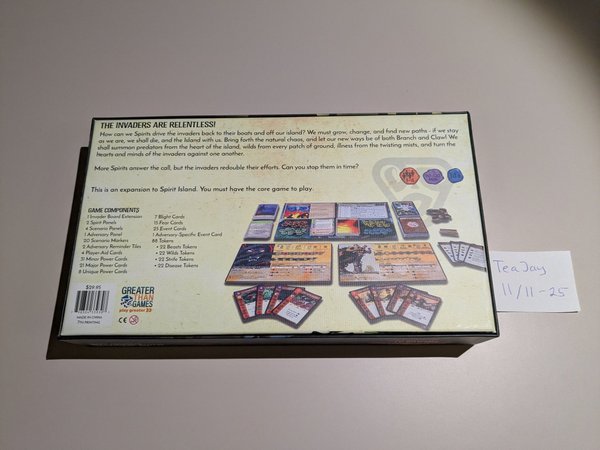 THE INVADERS ARE RELENTLESS!
How can we Spirits drive the invaders back to their boats and off our island? We must grow, change, and find new paths - if we stay
as we are, we shall die, and the Island with us. Bring forth the natural chaos, and let our new ways be of both Branch and Claw! We
shall summon predators from the heart of the island, wilds from every patch of ground, illness from the twisting mists, and turn the
hearts and minds of the invaders against one another.
More Spirits answer the call, but the invaders redouble their efforts. Can you stop them in time?
This is an expansion to Spirit Island. You must have the core game to play.
GAME COMPONENTS
1 Invader Board Extension
2 Spirit Panels
4 Scenario Panels
1 Adversary Panel
20 Scenario Markers
2 Adversary Reminder Tiles
4 Player-Aid Cards
31 Minor Power Cards
21 Major Power Cards
8 Unique Power Cards
7 Blight Cards
15 Fear Cards
25 Event Cards
1 Adversary-Specific Event Card
88 Tokens
• 22 Beasts Tokens
• 22 Wilds Tokens
• 22 Strife Tokens
• 22 Disease Tokens
$29.95
MADE IN CHINA
7TH PRINTING
GREATER
THAN
GAMES
play greater
CE
TeaJay
11/11-25